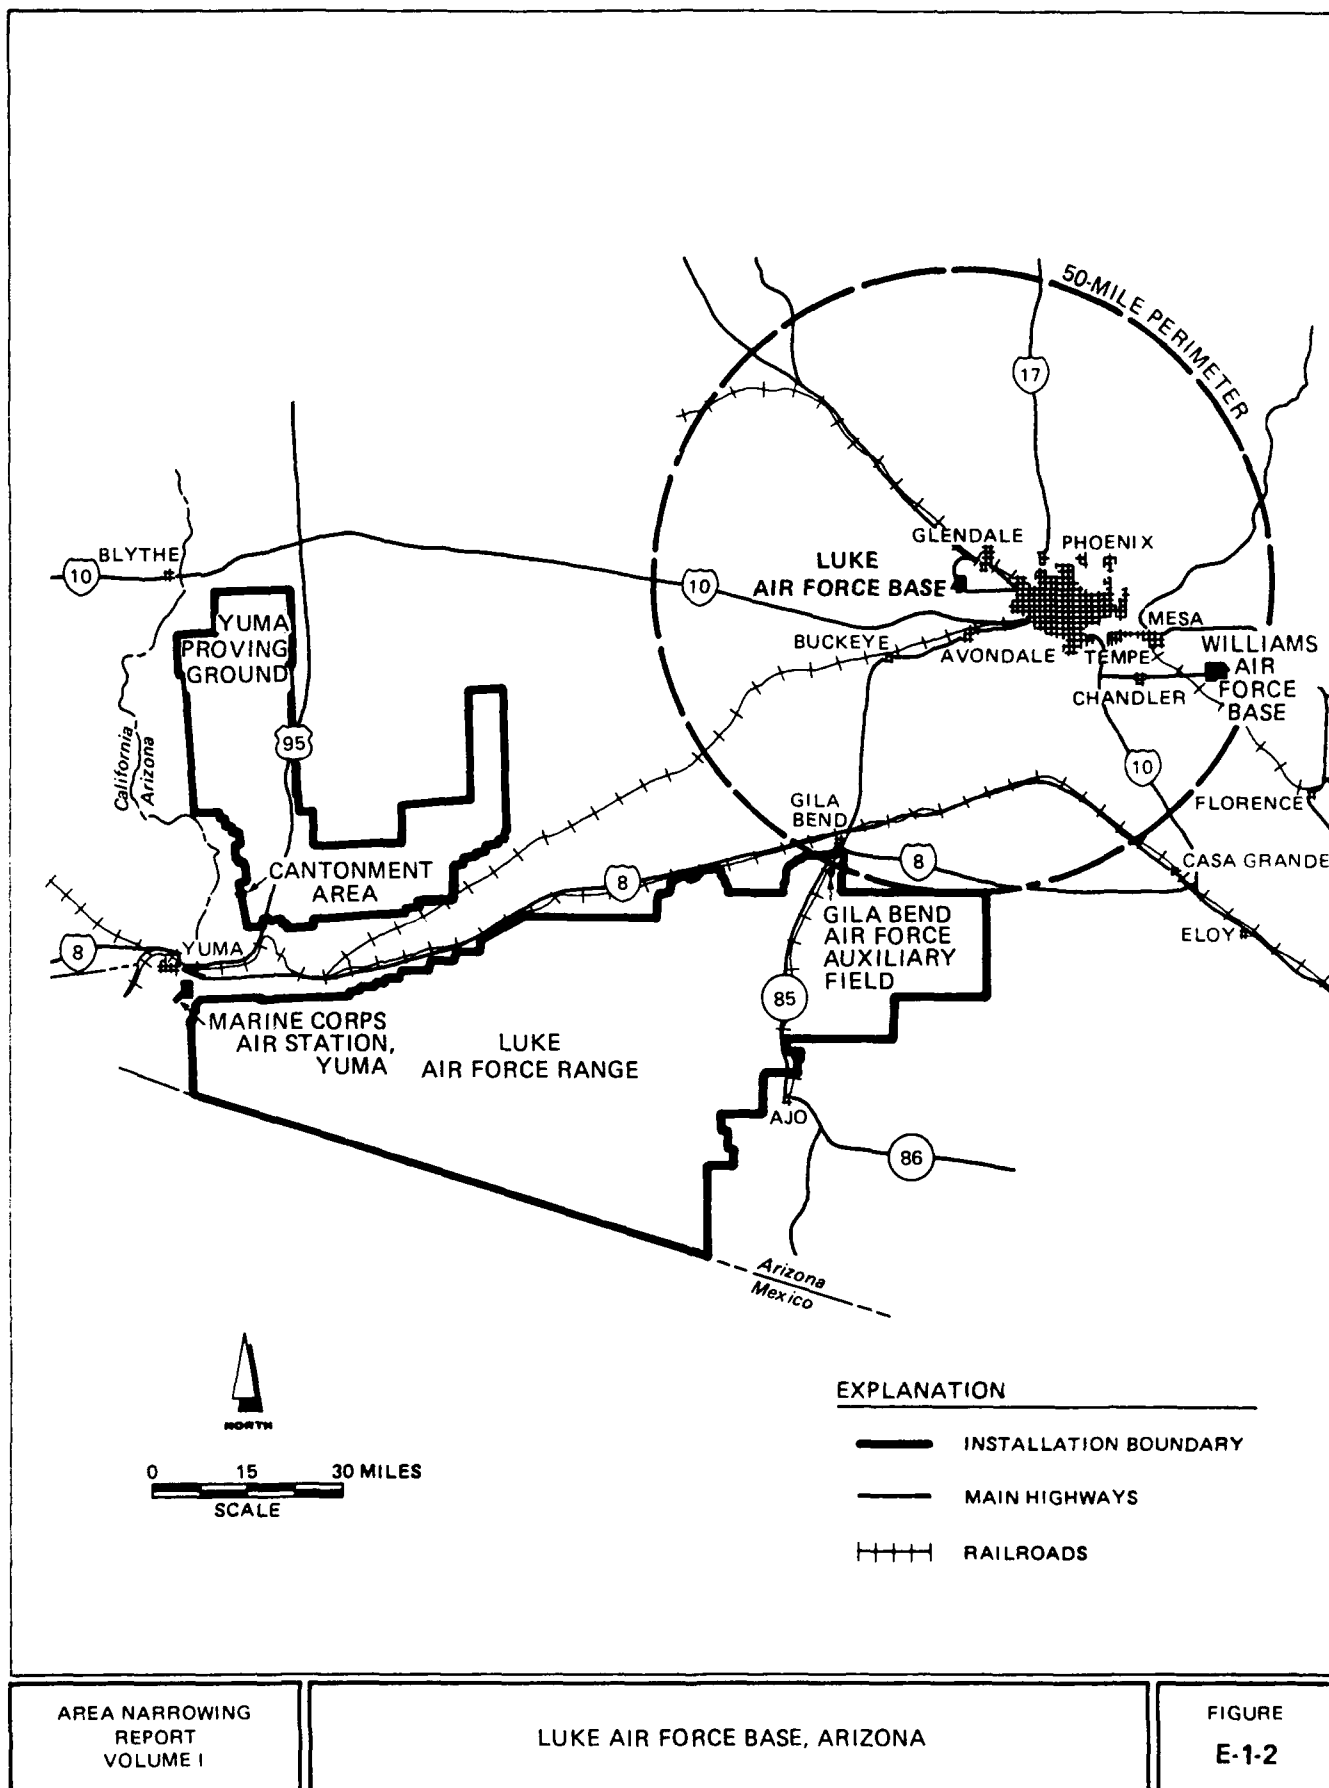 50-MILE PERIMETER
17
GLENDALE
PHOENIX
LUKE
AIR FORCE BASE
BLYTHE
10
10
YUMA
PROVING
GROUND
MESA
BUCKEYE
AVONDALE
TEMPE
WILLIAMS
AIR
FORCE
BASE
CHANDLER
95
California
Arizona
10
FLORENCE
GILA
BEND
8
CASA GRANDE
CANTONMENT
AREA
8
GILA BEND
AIR FORCE
AUXILIARY
FIELD
ELOY
8
YUMA
85
MARINE CORPS
AIR STATION,
YUMA
LUKE
AIR FORCE RANGE
AJO
86
Arizona
Mexico
NORTH
0 15 30 MILES
SCALE
EXPLANATION
INSTALLATION BOUNDARY
MAIN HIGHWAYS
RAILROADS
AREA NARROWING
REPORT
VOLUME I
LUKE AIR FORCE BASE, ARIZONA
FIGURE
E-1-2